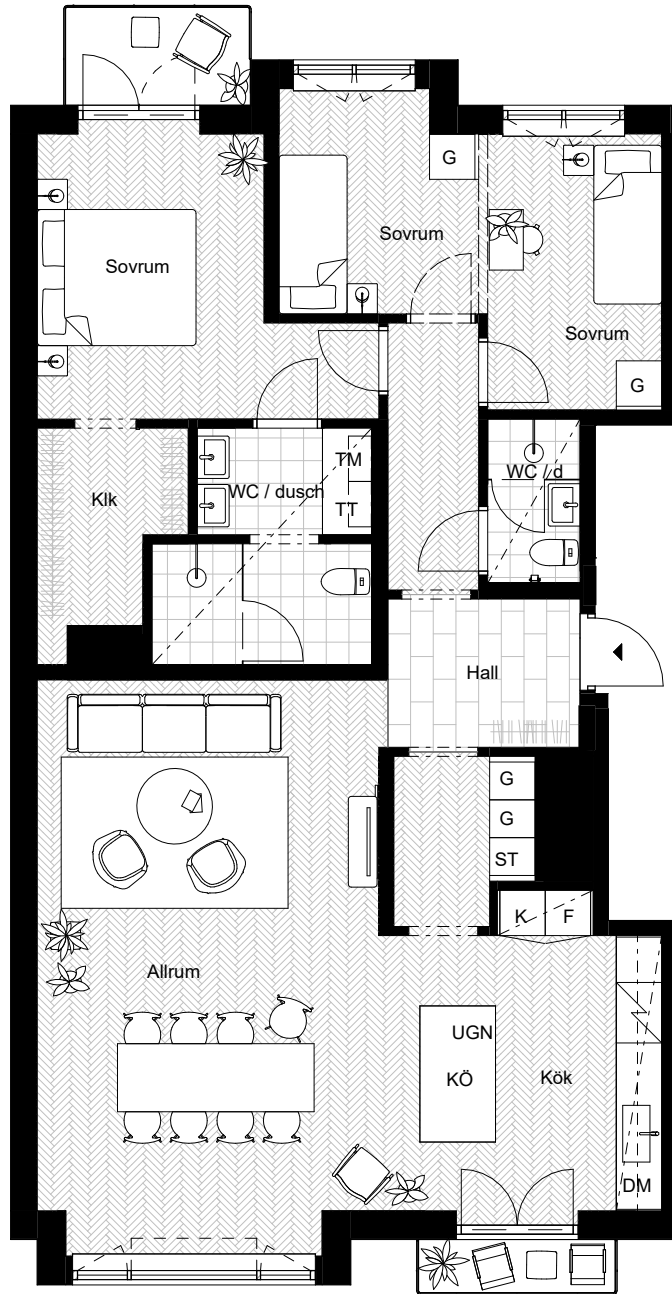 G
Sovrum
Sovrum
Sovrum
G
TM
WC / d
WC / dusch
Klk
TT
Hall
G
G
ST
K
F
Allrum
UGN
KÖ
Kök
DM